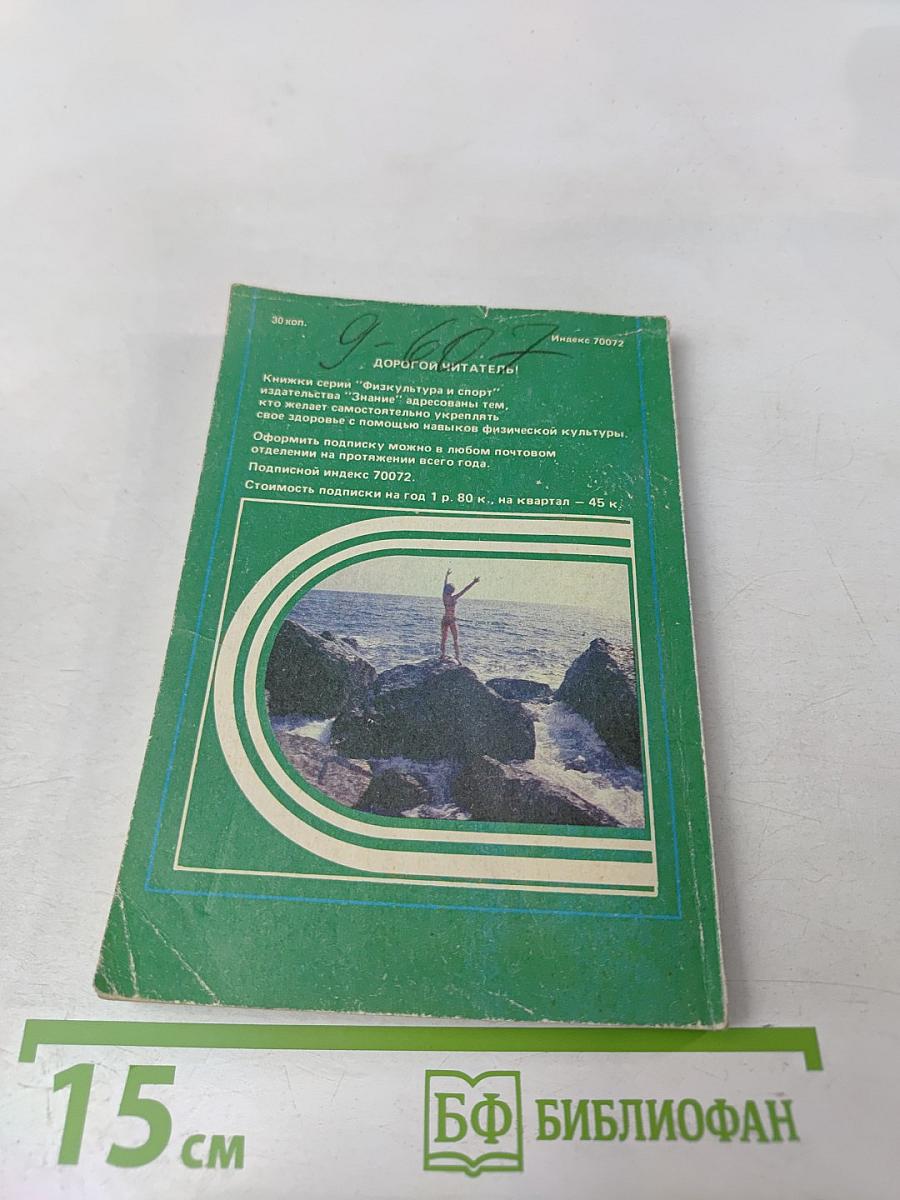 30 коп.
Индекс 70072
9-607
ДОРОГОЙ ЧИТАТЕЛЬ!
Книжки серии "Физкультура и спорт"
издательства "Знание" адресованы тем,
кто желает самостоятельно укреплять
свое здоровье с помощью навыков физической культуры.
Оформить подписку можно в любом почтовом
отделении на протяжении всего года.
Подписной индекс 70072.
Стоимость подписки на год 1 р. 80 к., на квартал — 45 к.
15 см
БФ БИБЛИОФАН